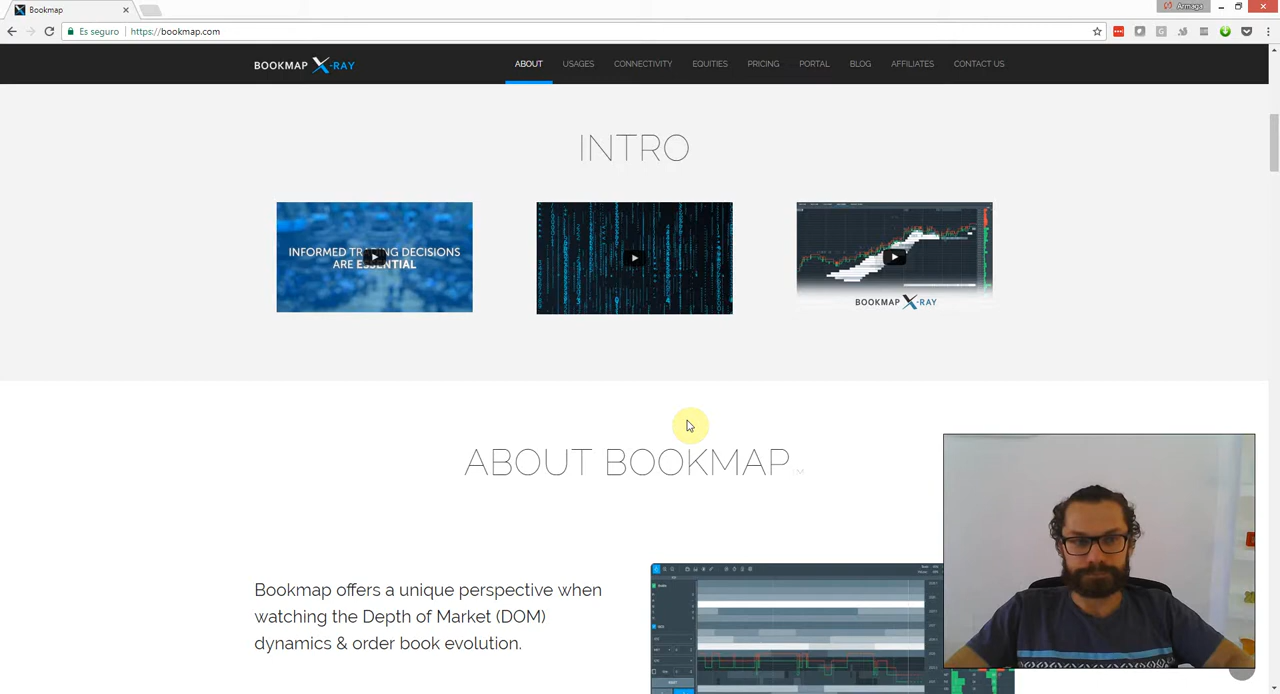 Bookmap
Armaga
Es seguro
https://bookmap.com
BOOKMAP X-RAY
ABOUT
USAGES
CONNECTIVITY
EQUITIES
PRICING
PORTAL
BLOG
AFFILIATES
CONTACT US
INTRO
INFORMED TRADING DECISIONS
ARE ESSENTIAL
BOOKMAP X-RAY
ABOUT BOOKMAP
Bookmap offers a unique perspective when
watching the Depth of Market (DOM)
dynamics & order book evolution.